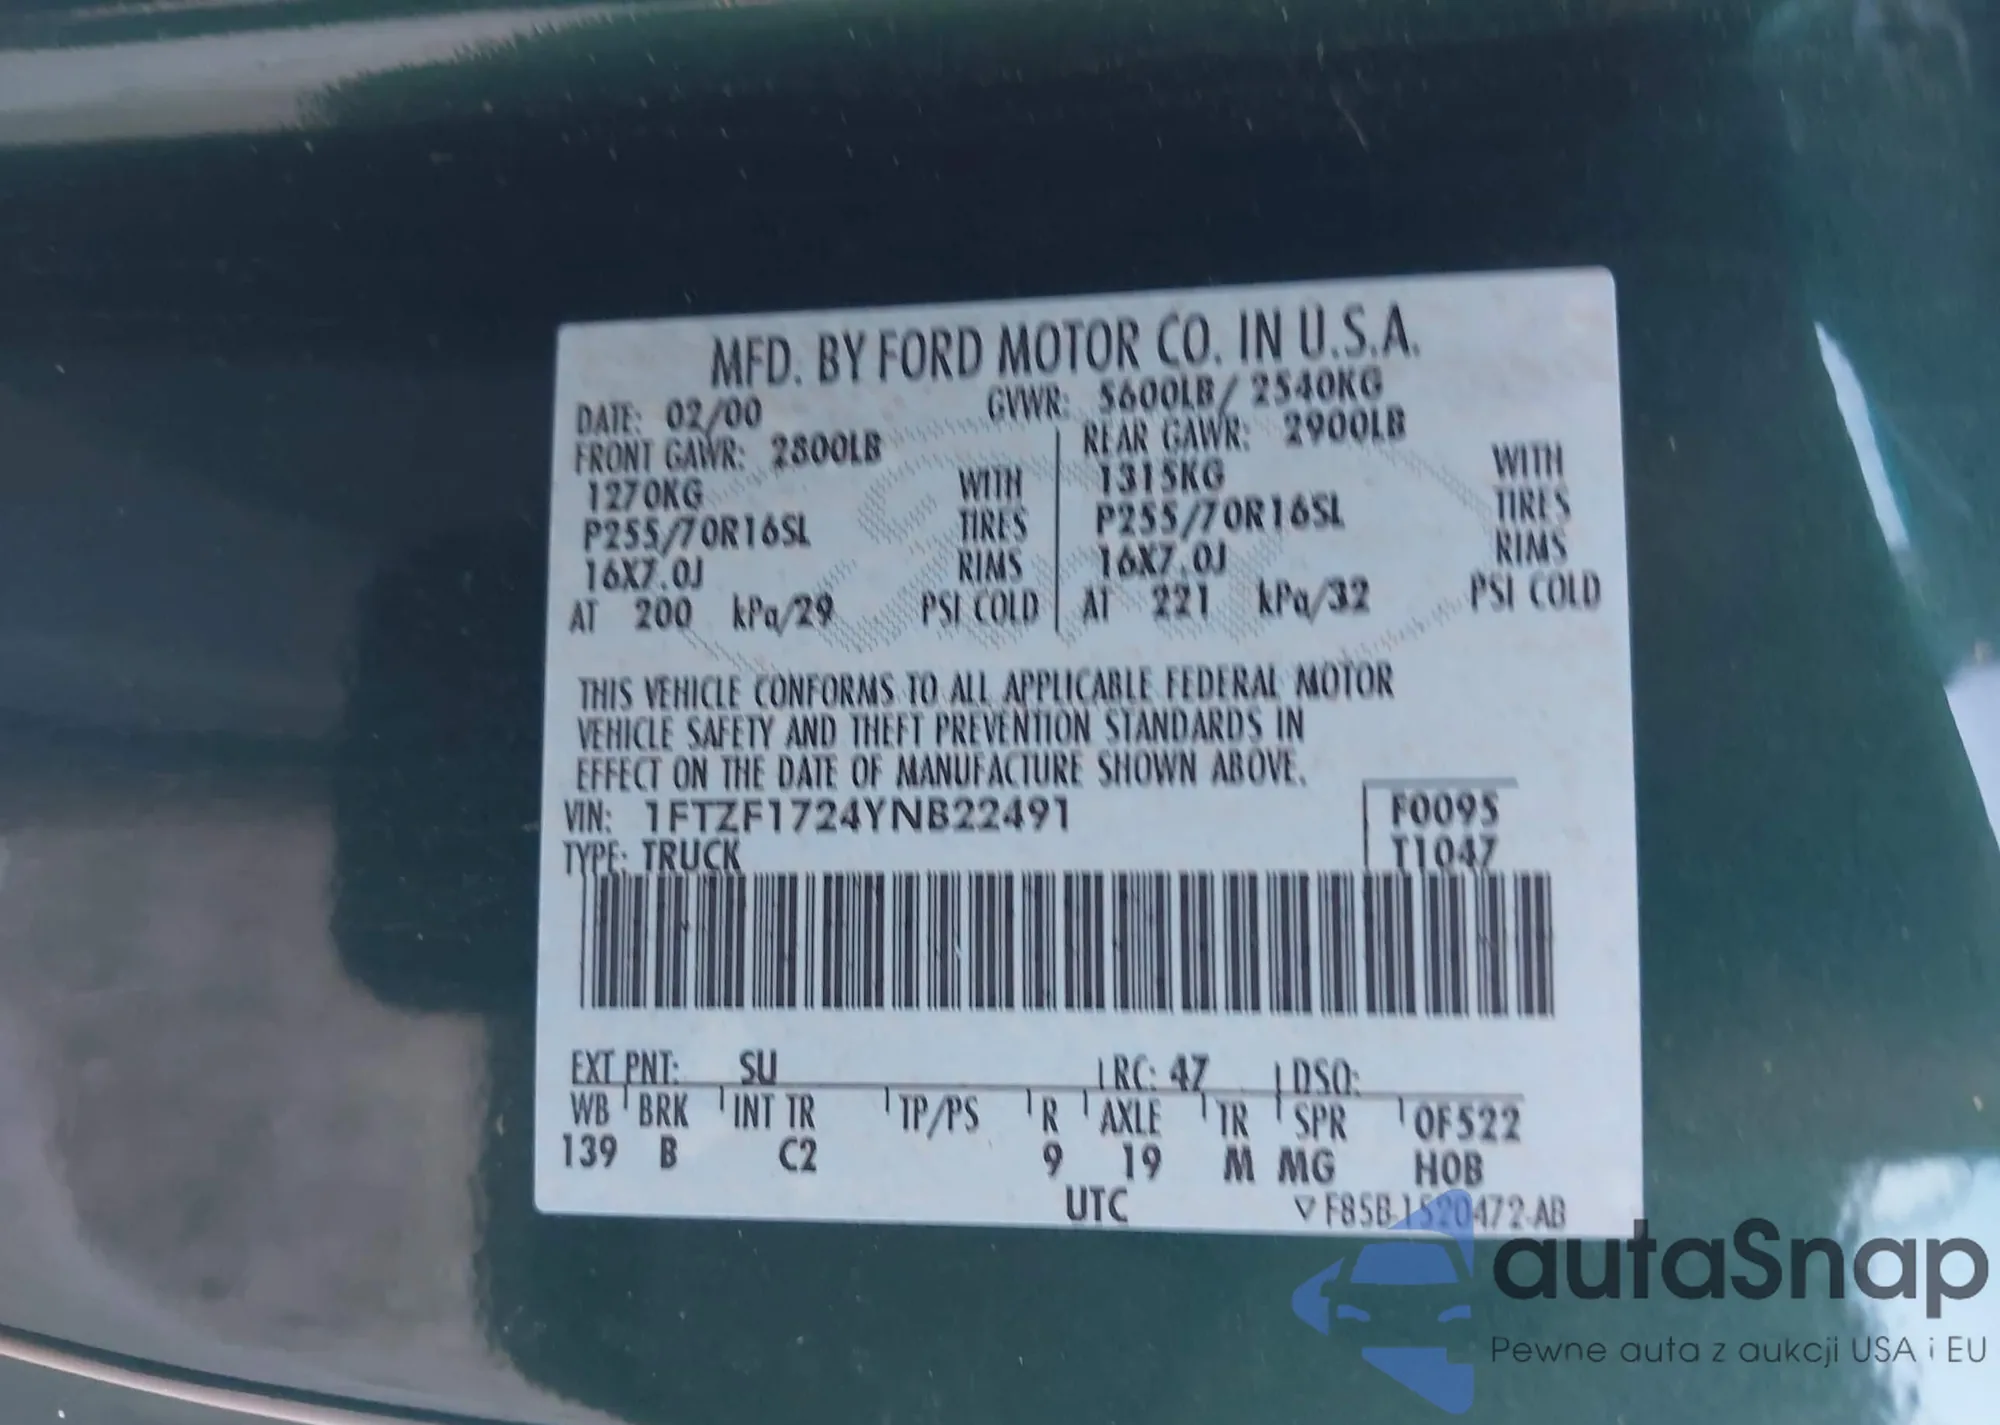 MFD. BY FORD MOTOR CO. IN U.S.A.
DATE: 02/00 GVWR: 5600LB/ 2540KG
FRONT GAWR: 2800LB REAR GAWR: 2900LB
1270KG WITH 1315KG WITH
P255/70R16SL TIRES P255/70R16SL TIRES
16X7.0J RIMS 16X7.0J RIMS
AT 200 kPa/29 PSI COLD AT 221 kPa/32 PSI COLD
THIS VEHICLE CONFORMS TO ALL APPLICABLE FEDERAL MOTOR
VEHICLE SAFETY AND THEFT PREVENTION STANDARDS IN
EFFECT ON THE DATE OF MANUFACTURE SHOWN ABOVE.
VIN: 1FTZF1724YNB22491 F0095
TYPE: TRUCK T1047
EXT PNT: SU RC: 47 DSO:
WB BRK INT TR TP/PS R AXLE TR SPR 0F522
139 B C2 9 19 M MG HOB
UTC ▽ F85B-1520472-AB
autaSnap
Pewne auta z aukcji USA i EU